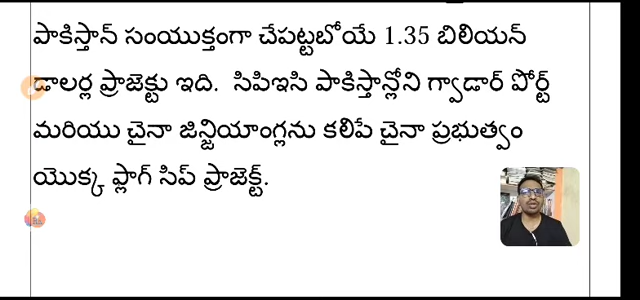 పాకిస్తాన్ సంయుక్తంగా చేపట్టబోయే 1.35 బిలియన్
డాలర్ల ప్రాజెక్టు ఇది. సిపిఇసి పాకిస్తాన్లోని గ్వాడార్ పోర్ట్
మరియు చైనా జిన్జియాంగ్లను కలిపే చైనా ప్రభుత్వం
యొక్క ఫ్లాగ్ సిప్ ప్రాజెక్ట్.